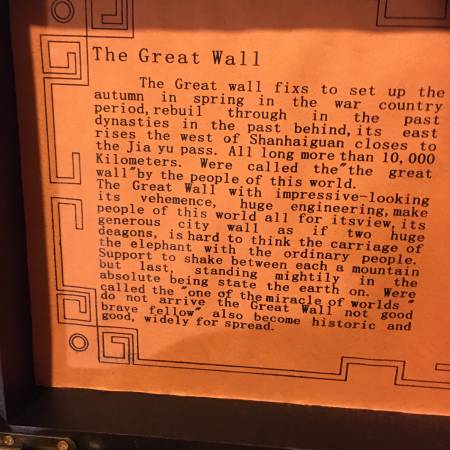 The Great Wall
The Great wall fixs to set up the
autumn in spring in the war country
period,rebuil through in the past
dynasties in the past behind,its east
rises the west of Shanhaiguan closes to
the Jia yu pass. All long more than 10,000
Kilometers. Were called the"the great
wall"by the people of this world.
The Great Wall with impressive-looking
its vehemence, huge engineering,make
people of this world all for itsview,its
generous city wall as if two huge
deagons, is hard to think the carriage of
the elephant with the ordinary people.
Support to shake between each a mountain
but last, standing mightily in the
absolute being state the earth on. Were
called the "one of the miracle of worlds "
do not arrive the Great Wall not good
brave fellow" also become historic and
good, widely for spread.